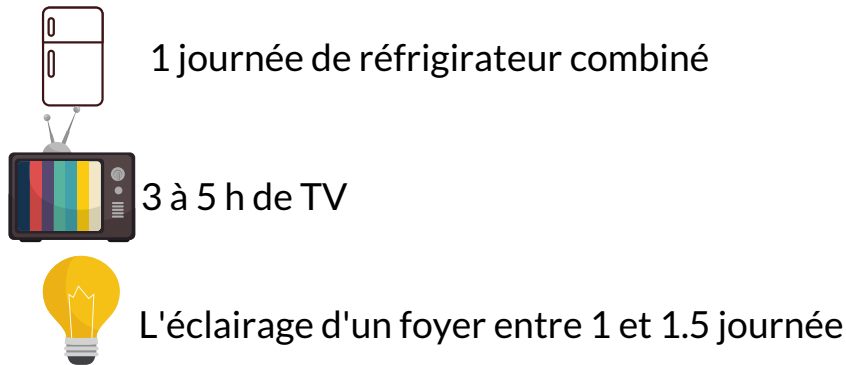 1 journée de réfrigirateur combiné
3 à 5 h de TV
L'éclairage d'un foyer entre 1 et 1.5 journée